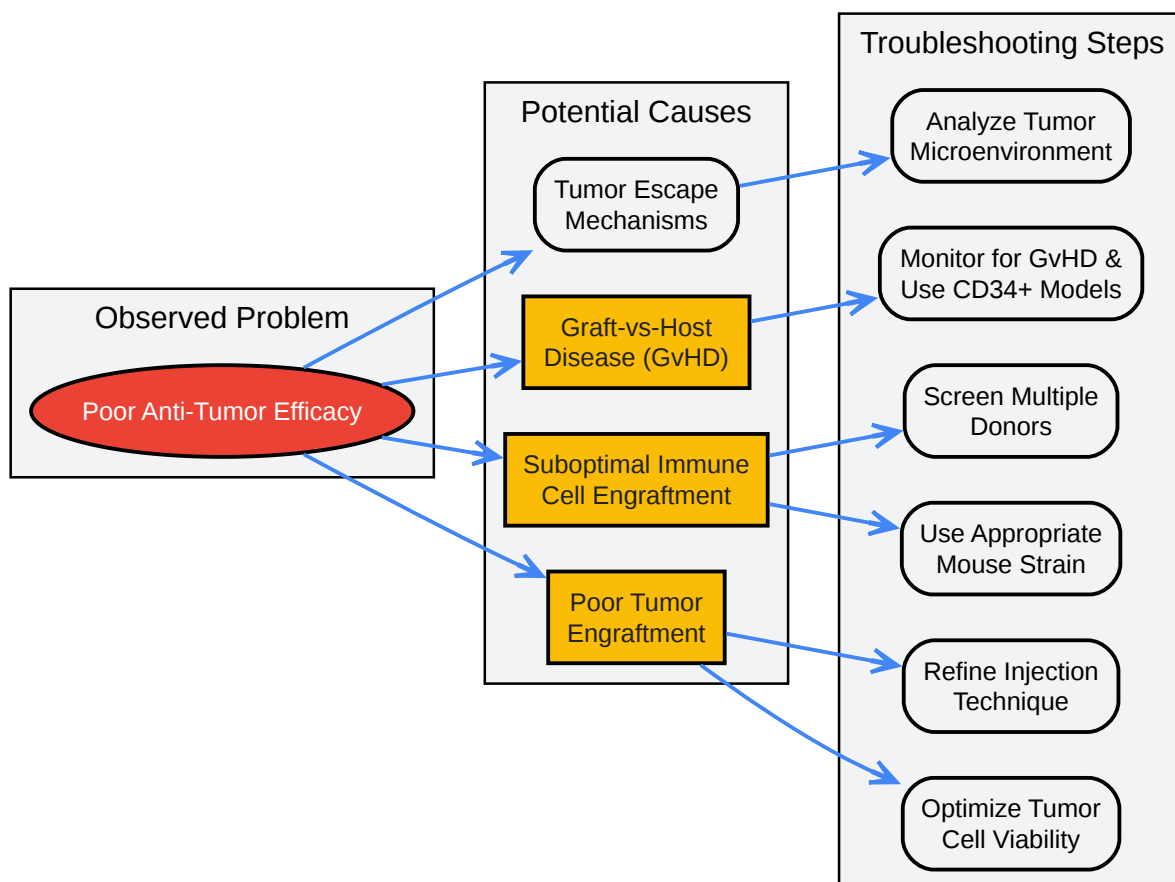 Observed Problem
Poor Anti-Tumor Efficacy
Potential Causes
Tumor Escape
Mechanisms
Graft-vs-Host
Disease (GvHD)
Suboptimal Immune
Cell Engraftment
Poor Tumor
Engraftment
Troubleshooting Steps
Analyze Tumor
Microenvironment
Monitor for GvHD &
Use CD34+ Models
Screen Multiple
Donors
Use Appropriate
Mouse Strain
Refine Injection
Technique
Optimize Tumor
Cell Viability